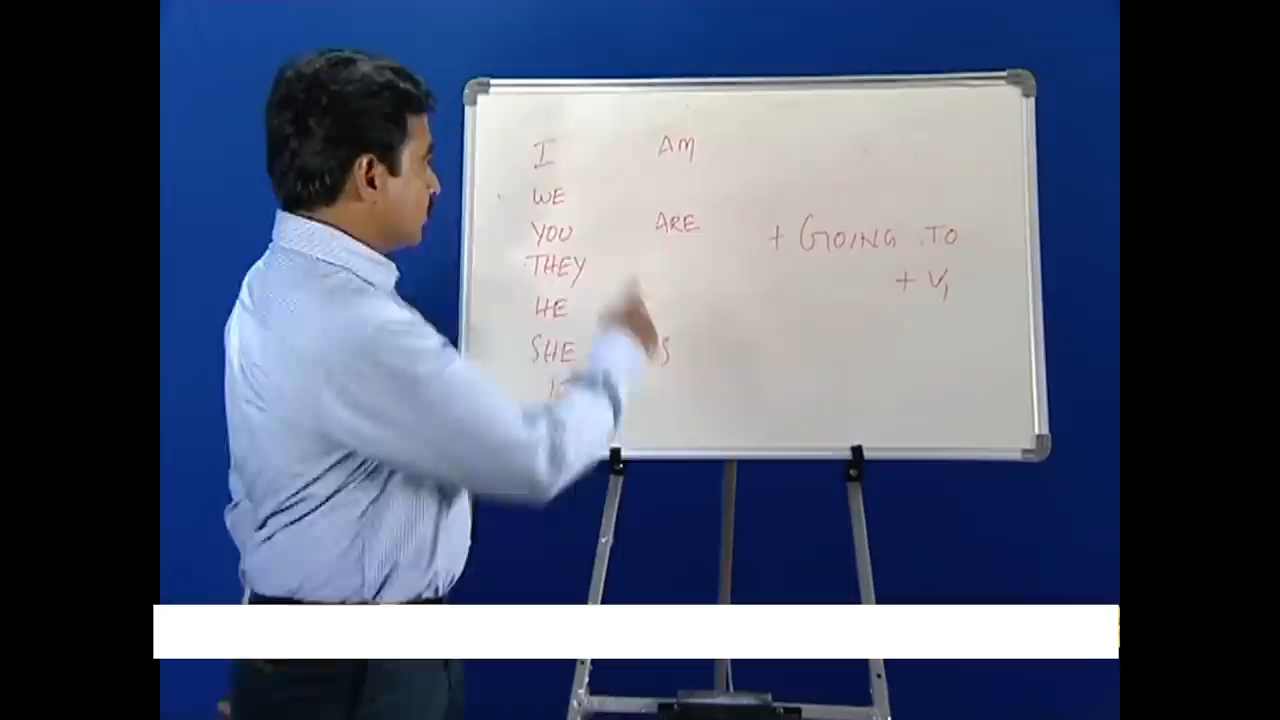 I AM
WE
YOU ARE + GOING TO
THEY + V1
HE
SHE